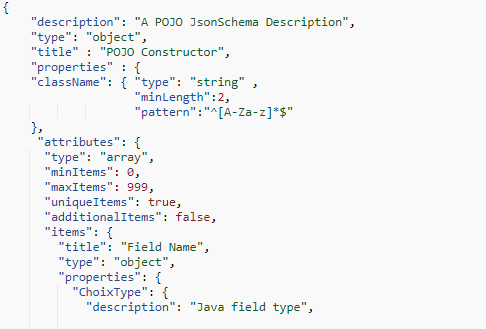 {
"description": "A POJO JsonSchema Description",
"type": "object",
"title" : "POJO Constructor",
"properties" : {
"className": { "type": "string" ,
"minLength":2,
"pattern":"^[A-Za-z]*$"
},
"attributes": {
"type": "array",
"minItems": 0,
"maxItems": 999,
"uniqueItems": true,
"additionalItems": false,
"items": {
"title": "Field Name",
"type": "object",
"properties": {
"ChoixType": {
"description": "Java field type",